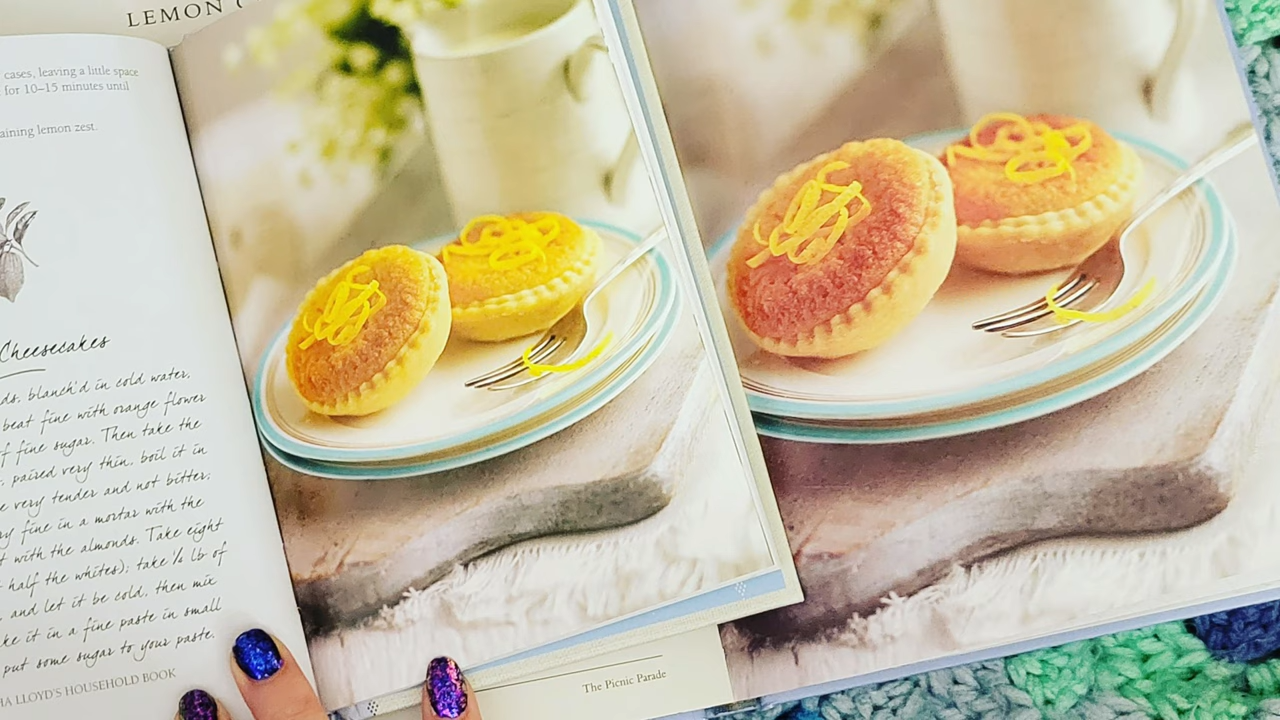 LEMON C
cases, leaving a little space
for 10–15 minutes until
aining lemon zest.
Cheesecakes
ds, blanch'd in cold water,
beat fine with orange flower
f fine sugar. Then take the
, paired very thin, boil it in
e very tender and not bitter;
ry fine in a mortar with the
t with the almonds. Take eight
half the whites); take ¼ lb of
and let it be cold, then mix
ke it in a fine paste in small
put some sugar to your paste.
HA LLOYD'S HOUSEHOLD BOOK
The Picnic Parade